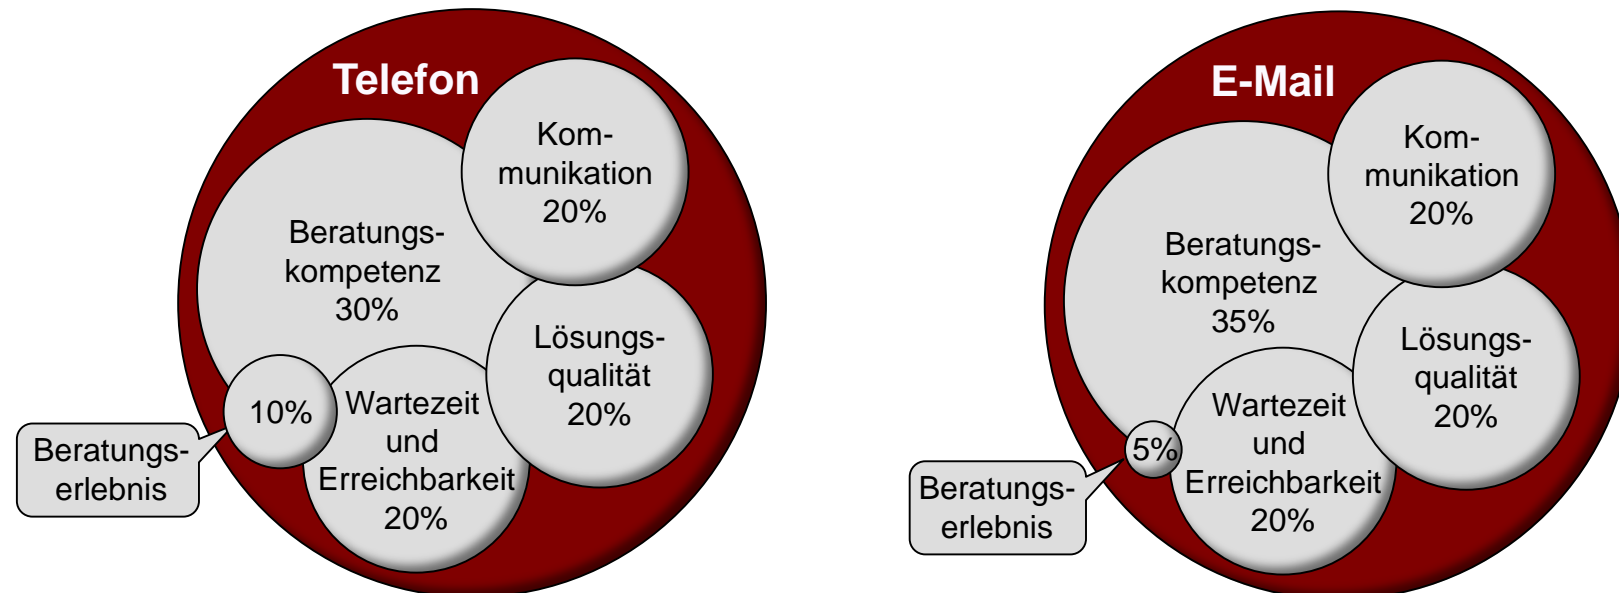 Telefon
Kom-
munikation
20%
Beratungs-
kompetenz
30%
Lösungs-
qualität
20%
10%
Wartezeit
und
Erreichbarkeit
20%
Beratungs-
erlebnis
E-Mail
Kom-
munikation
20%
Beratungs-
kompetenz
35%
Lösungs-
qualität
20%
5%
Wartezeit
und
Erreichbarkeit
20%
Beratungs-
erlebnis